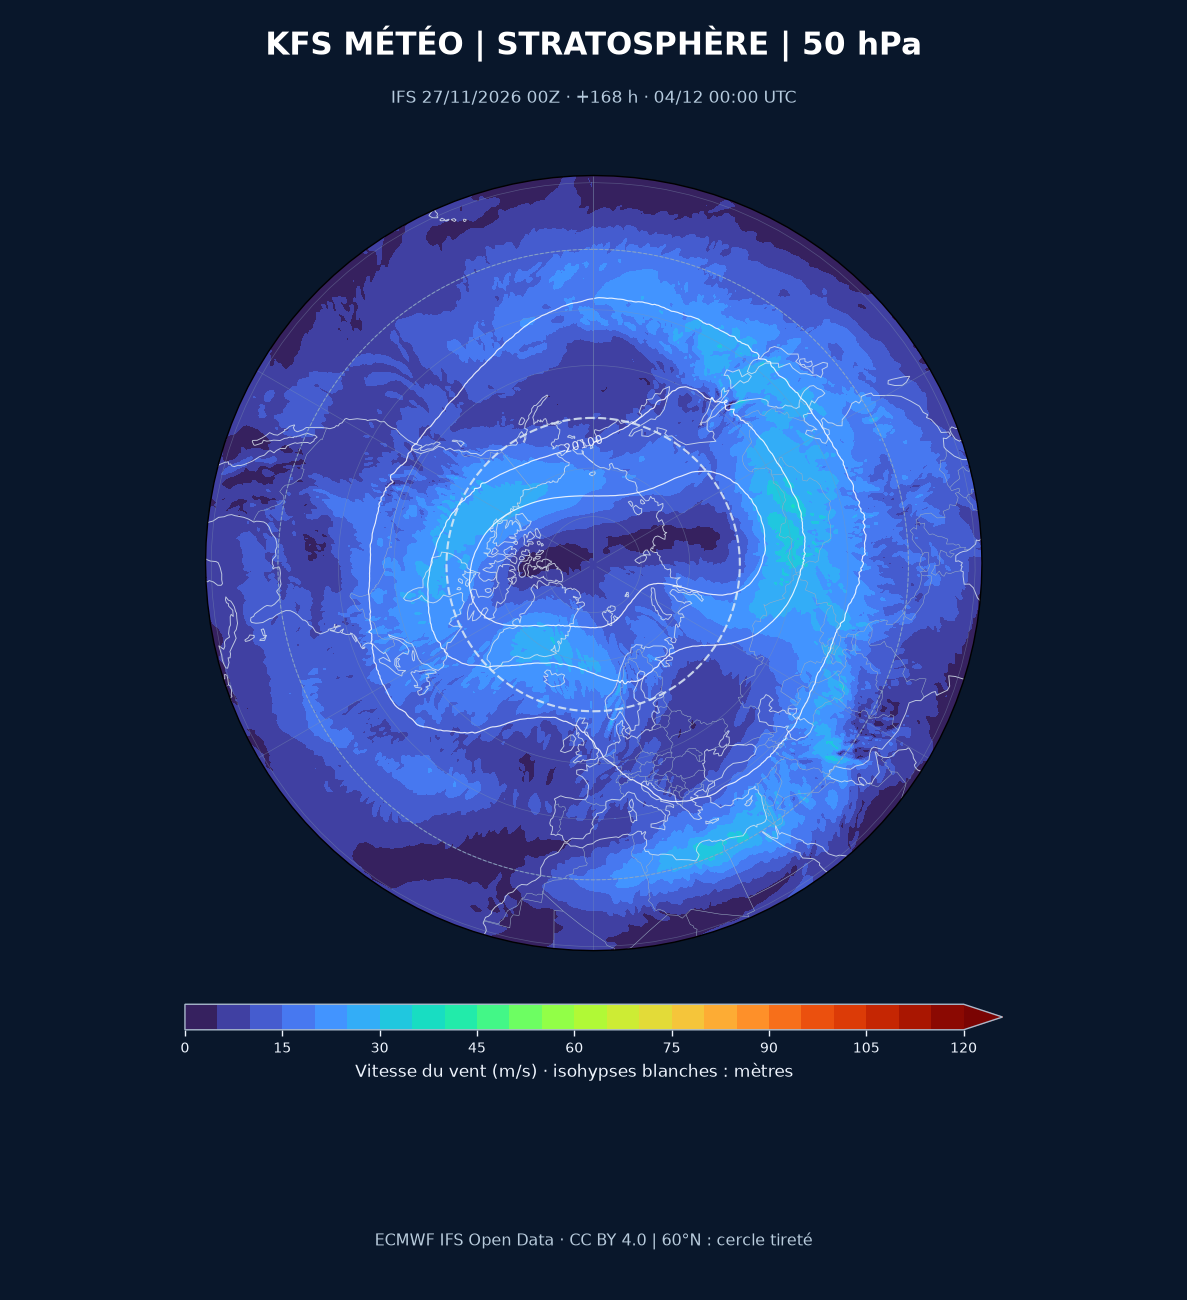 KFS MÉTÉO | STRATOSPHÈRE | 50 hPa
IFS 27/11/2026 00Z · +168 h · 04/12 00:00 UTC
20100
0 15 30 45 60 75 90 105 120
Vitesse du vent (m/s) · isohypses blanches : mètres
ECMWF IFS Open Data · CC BY 4.0 | 60°N : cercle tireté